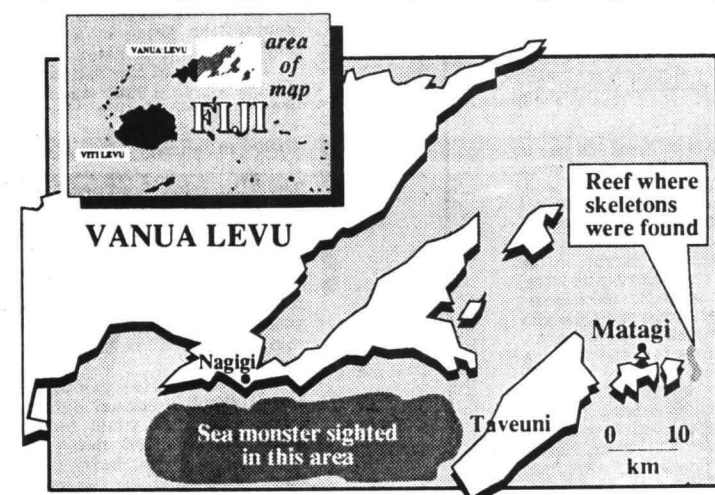 VANUA LEVU
area
of
map
FIJI
VITI LEVU
VANUA LEVU
Reef where
skeletons
were found
Matagi
Nagigi
Taveuni
Sea monster sighted
in this area
0 10
km